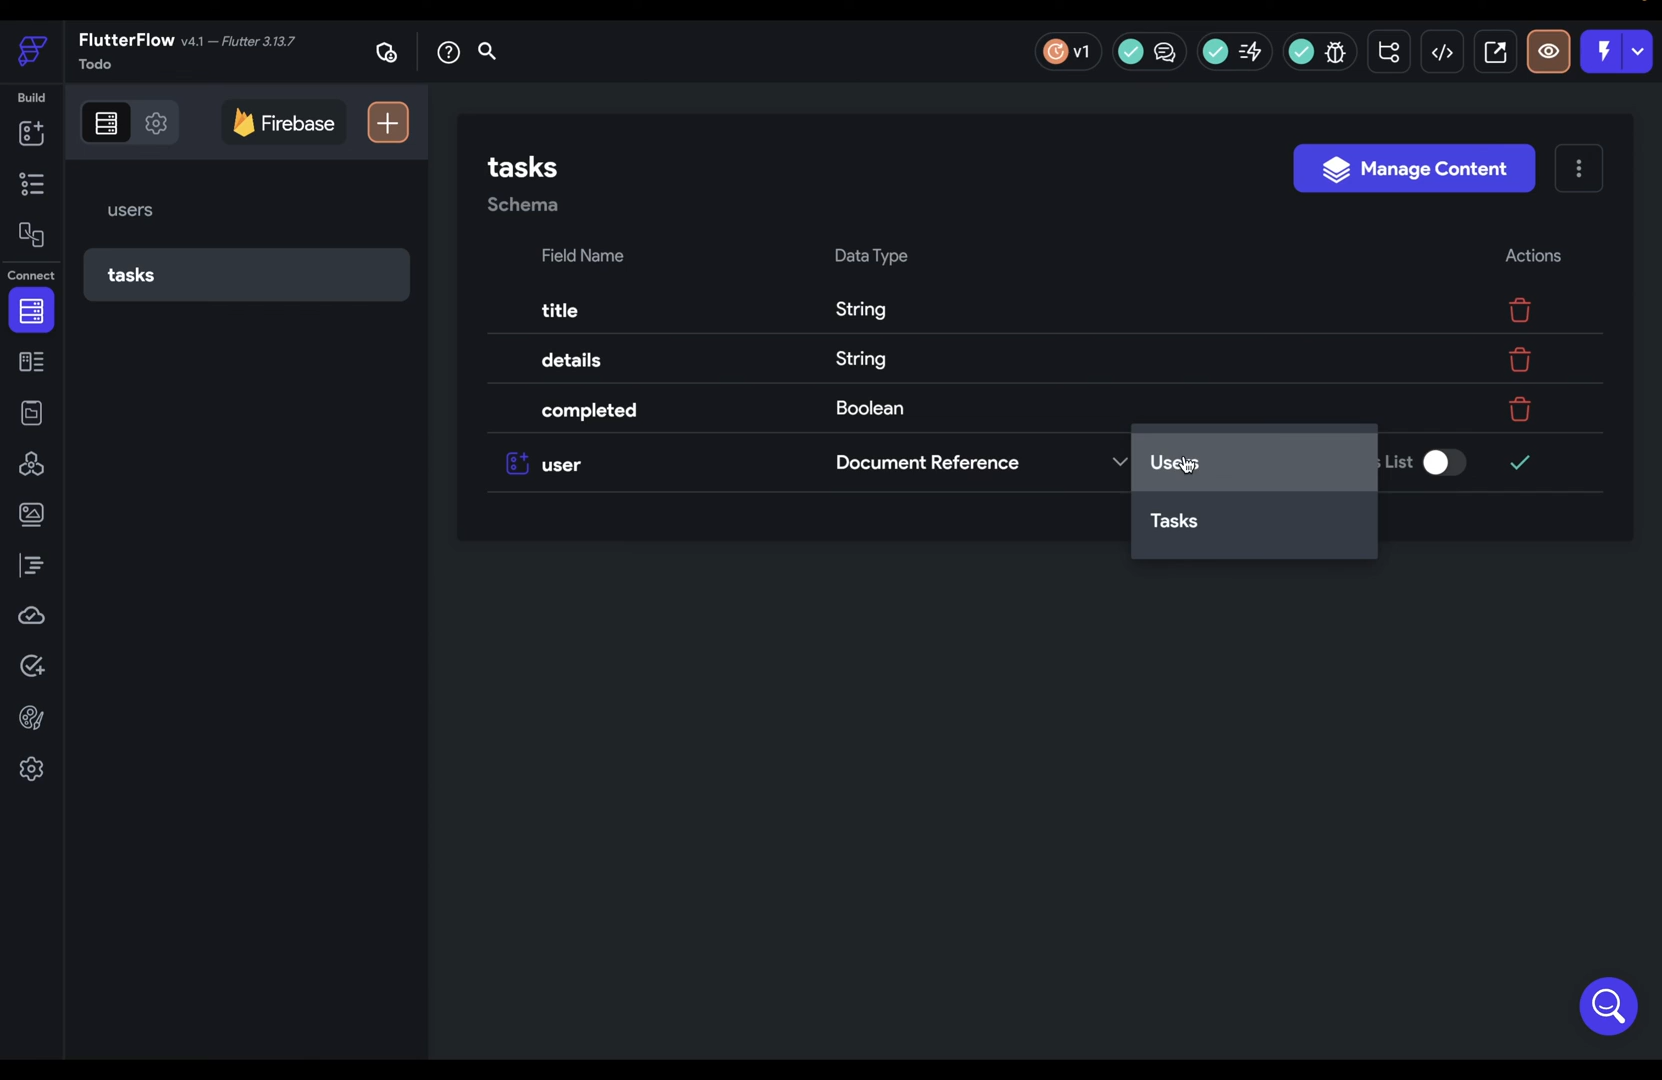 FlutterFlow v4.1 — Flutter 3.13.7
Todo
v1
Build
Connect
Firebase
users
tasks
tasks
Schema
Manage Content
Field Name Data Type Actions
title String
details String
completed Boolean
user Document Reference Users s List
Tasks